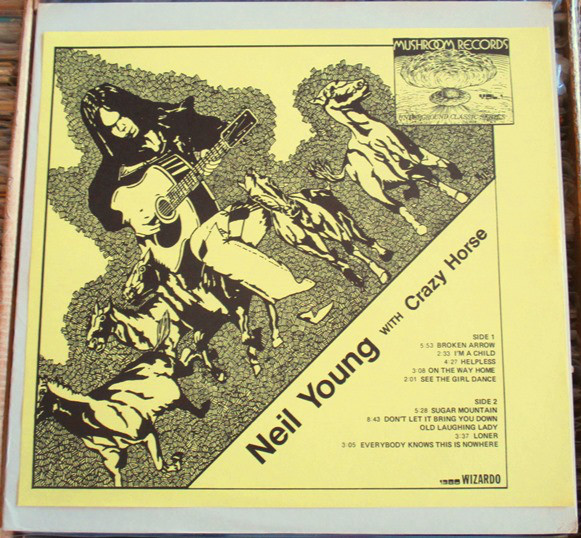 MUSHROOM RECORDS
UNDERGROUND CLASSIC SERIES
Neil Young WITH Crazy Horse
SIDE 1
5:53 BROKEN ARROW
2:33 I'M A CHILD
4:27 HELPLESS
3:08 ON THE WAY HOME
2:01 SEE THE GIRL DANCE
SIDE 2
5:28 SUGAR MOUNTAIN
8:43 DON'T LET IT BRING YOU DOWN
OLD LAUGHING LADY
3:37 LONER
3:05 EVERYBODY KNOWS THIS IS NOWHERE
WIZARDO